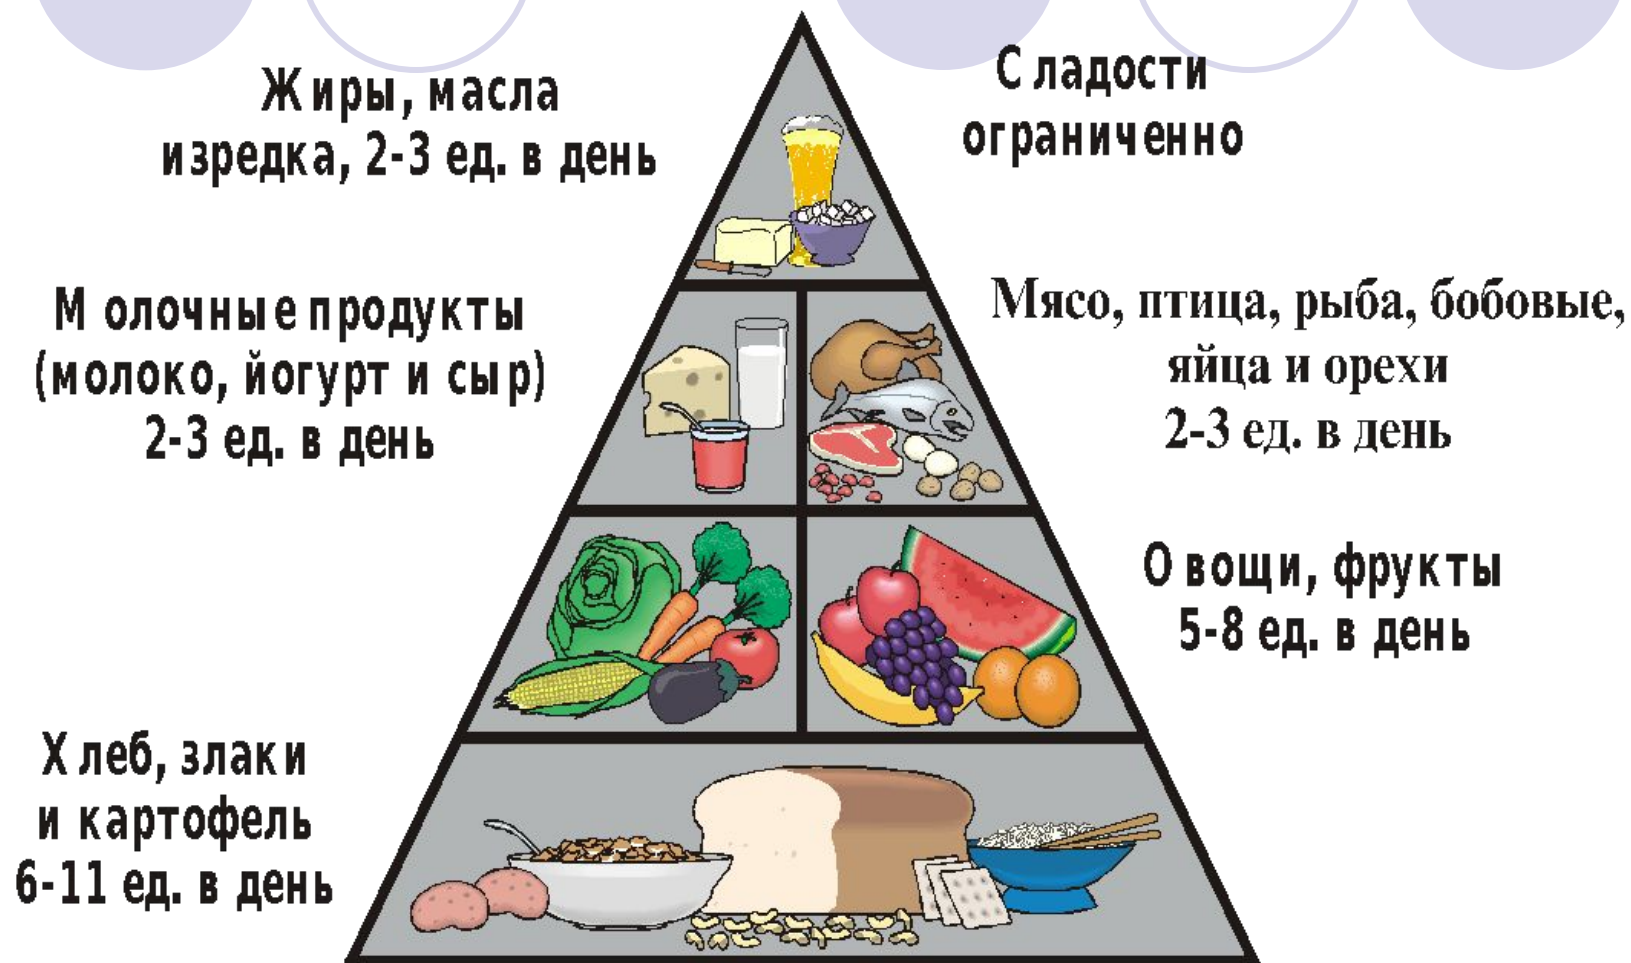 Жиры, масла
изредка, 2-3 ед. в день
Сладости
ограниченно
Молочные продукты
(молоко, йогурт и сыр)
2-3 ед. в день
Мясо, птица, рыба, бобовые,
яйца и орехи
2-3 ед. в день
Овощи, фрукты
5-8 ед. в день
Хлеб, злаки
и картофель
6-11 ед. в день